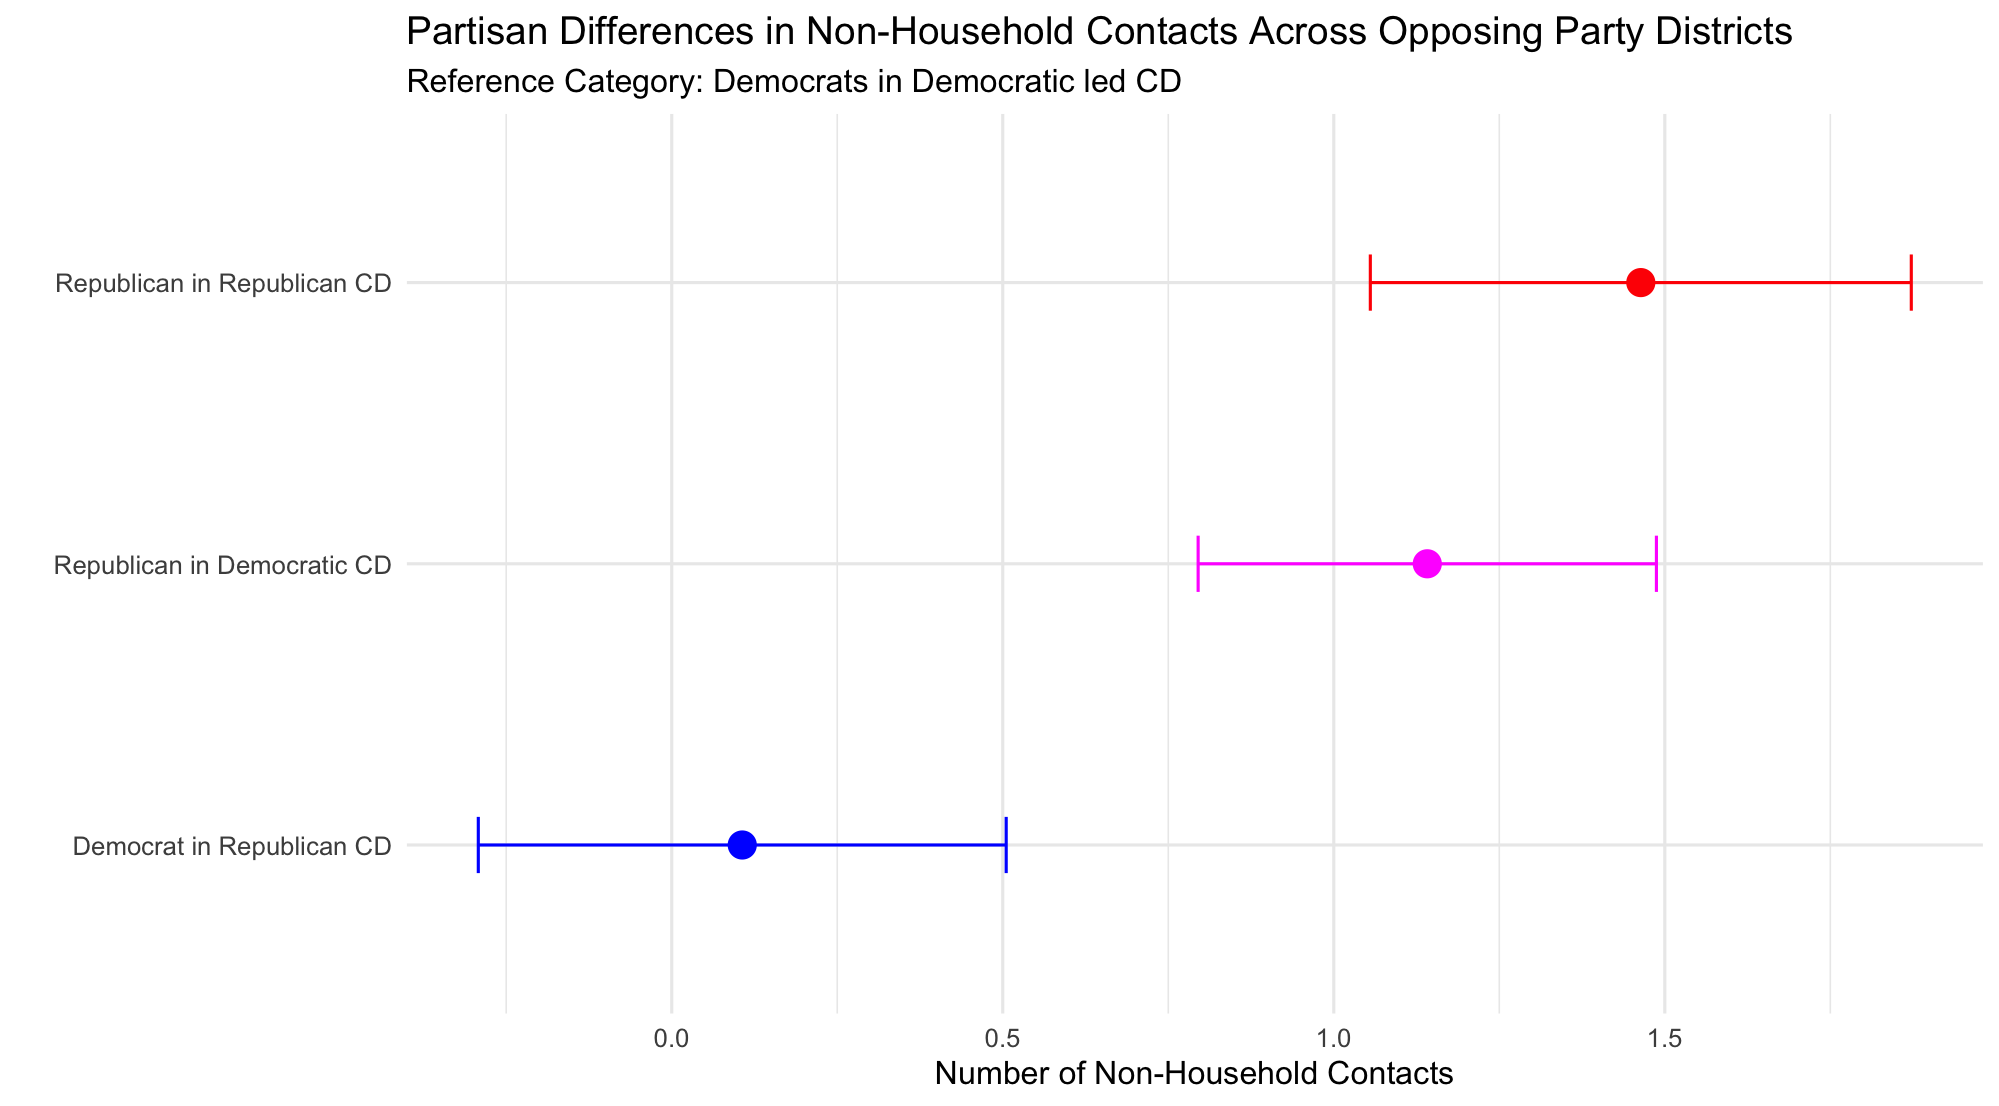 Partisan Differences in Non-Household Contacts Across Opposing Party Districts
Reference Category: Democrats in Democratic led CD
Republican in Republican CD
Republican in Democratic CD
Democrat in Republican CD
0.0 0.5 1.0 1.5
Number of Non-Household Contacts